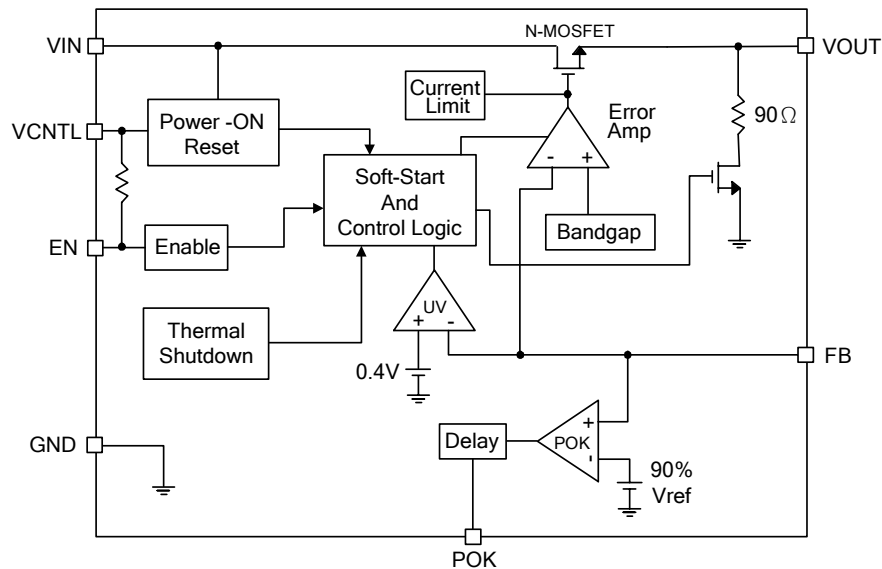 VIN
N-MOSFET
VOUT
Current
Limit
Error
Amp
90Ω
VCNTL
Power -ON
Reset
Soft-Start
And
Control Logic
-
+
Bandgap
EN
Enable
UV
+
-
Thermal
Shutdown
0.4V
FB
GND
Delay
POK
+
-
90%
Vref
POK